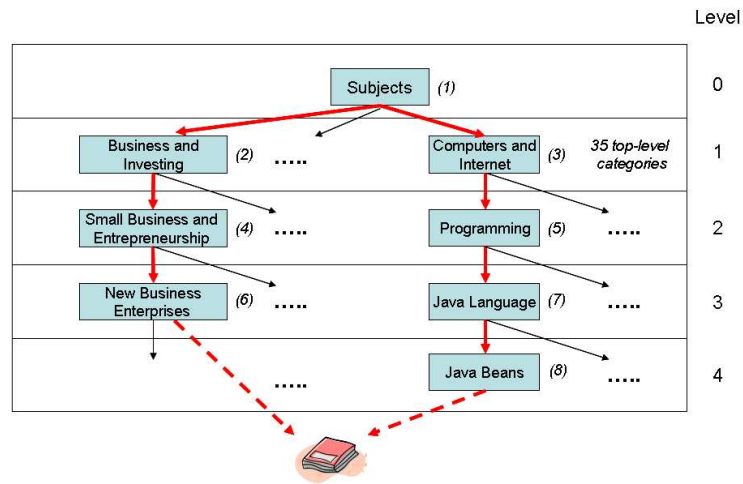 Level
Subjects (1)
0
Business and
Investing
(2)
.....
Computers and
Internet
(3)
35 top-level
categories
1
Small Business and
Entrepreneurship
(4)
.....
Programming
(5)
.....
2
New Business
Enterprises
(6)
.....
Java Language
(7)
.....
3
.....
Java Beans
(8)
.....
4